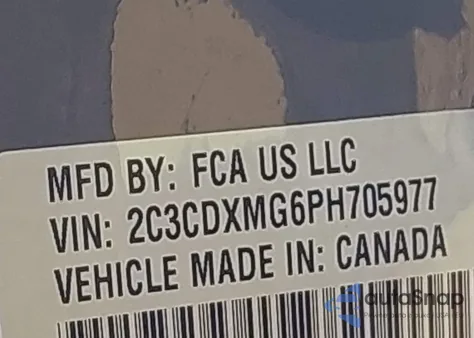 MFD BY: FCA US LLC
VIN: 2C3CDXMG6PH705977
VEHICLE MADE IN: CANADA
autoSnap